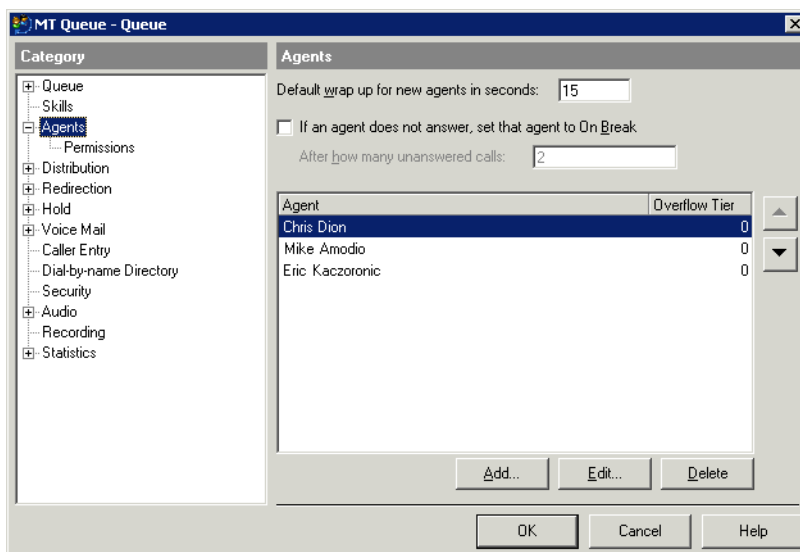 MT Queue - Queue
Category
Queue
Skills
Agents
Permissions
Distribution
Redirection
Hold
Voice Mail
Caller Entry
Dial-by-name Directory
Security
Audio
Recording
Statistics
Agents
Default wrap up for new agents in seconds: 15
If an agent does not answer, set that agent to On Break
After how many unanswered calls: 2
Agent Overflow Tier
Chris Dion 0
Mike Amodio 0
Eric Kaczoronic 0
Add... Edit... Delete
OK Cancel Help